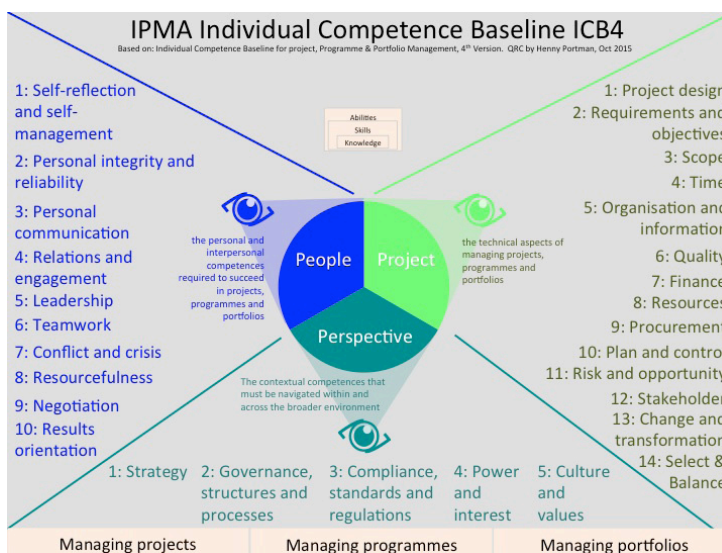 IPMA Individual Competence Baseline ICB4
Based on: Individual Competence Baseline for project, Programme & Portfolio Management, 4th Version. QRC by Henny Portman, Oct 2015
1: Self-reflection
and self-
management
2: Personal integrity and
reliability
3: Personal
communication
4: Relations and
engagement
5: Leadership
6: Teamwork
7: Conflict and crisis
8: Resourcefulness
9: Negotiation
10: Results
orientation
Abilities
Skills
Knowledge
the personal and
interpersonal
competences
required to succeed
in projects,
programmes and
portfolios
People
Project
Perspective
the technical aspects of
managing projects,
programmes and
portfolios
The contextual competences that
must be navigated within and
across the broader environment
1: Project design
2: Requirements and
objectives
3: Scope
4: Time
5: Organisation and
information
6: Quality
7: Finance
8: Resources
9: Procurement
10: Plan and control
11: Risk and opportunity
12: Stakeholder
13: Change and
transformation
14: Select &
Balance
1: Strategy
2: Governance,
structures and
processes
3: Compliance,
standards and
regulations
4: Power
and
interest
5: Culture
and
values
Managing projects
Managing programmes
Managing portfolios